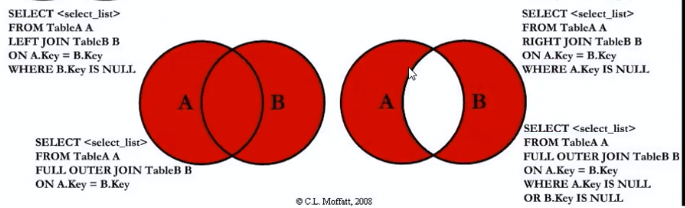 SELECT <select_list>
FROM TableA A
LEFT JOIN TableB B
ON A.Key = B.Key
WHERE B.Key IS NULL
SELECT <select_list>
FROM TableA A
RIGHT JOIN TableB B
ON A.Key = B.Key
WHERE A.Key IS NULL
A
B
A
B
SELECT <select_list>
FROM TableA A
FULL OUTER JOIN TableB B
ON A.Key = B.Key
SELECT <select_list>
FROM TableA A
FULL OUTER JOIN TableB B
ON A.Key = B.Key
WHERE A.Key IS NULL
OR B.Key IS NULL
© C.L. Moffatt, 2008